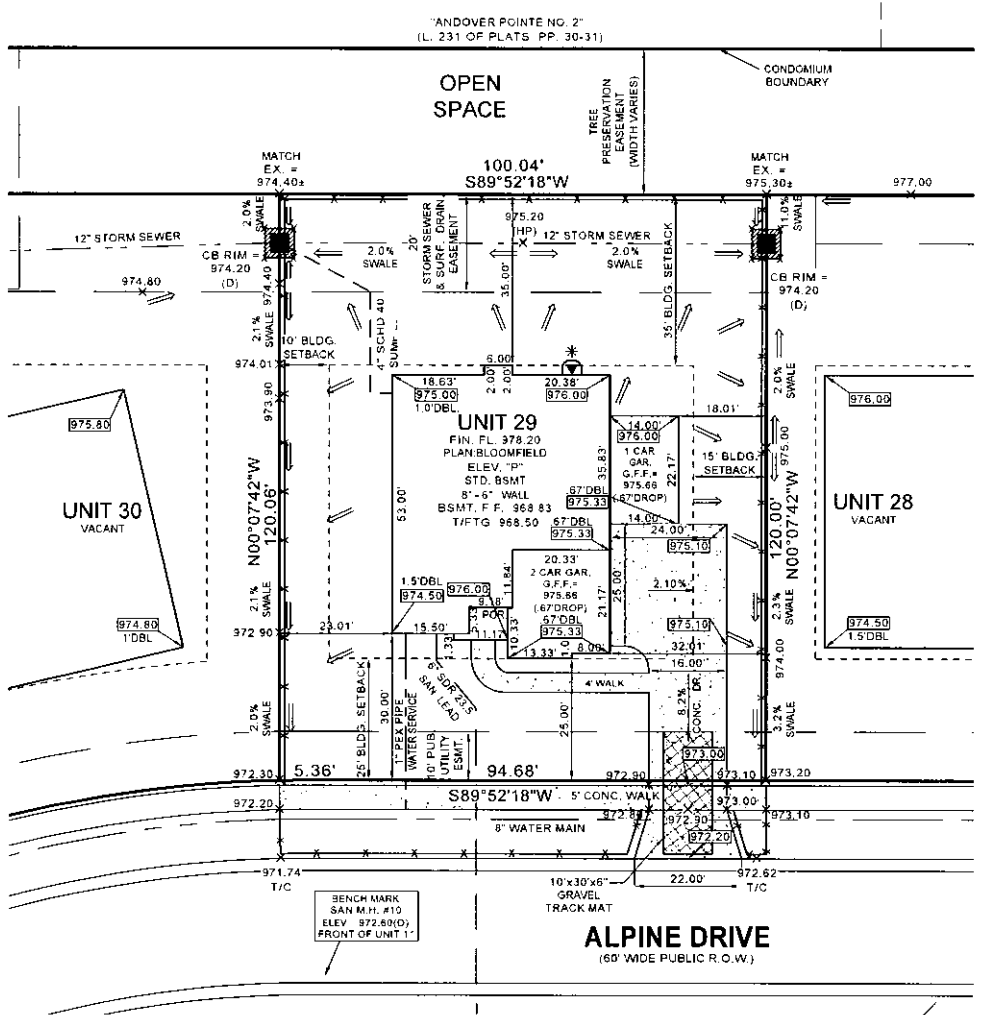 "ANDOVER POINTE NO. 2"
(L. 231 OF PLATS PP. 30-31)
CONDOMIUM
BOUNDARY
OPEN
SPACE
TREE
PRESERVATION
EASEMENT
(WIDTH VARIES)
MATCH
EX. =
974.40±
100.04'
S89°52'18"W
MATCH
EX. =
975.30±
977.00
2.0%
SWALE
12" STORM SEWER
CB RIM =
974.20
(D)
974.80
20'
STORM SEWER
& SURF. DRAIN.
EASEMENT
975.20
(HP)
12" STORM SEWER
2.0%
SWALE
2.0%
SWALE
35.00'
35' BLDG. SETBACK
11.0%
SWALE
CB RIM =
974.20
(D)
974.40
2.1%
SWALE
4" SCHD 40
10' BLDG.
SETBACK
974.01
973.90
6.00'
2.00'
2.00'
18.63'
975.00
1.0'DBL.
20.38'
976.00
2.0%
SWALE
975.80
UNIT 29
FIN. FL. 978.20
PLAN:BLOOMFIELD
ELEV. "P"
STD. BSMT
8'-6" WALL
BSMT. F.F. 968.83
T/FTG 968.50
53.00'
35.83'
18.01'
14.00'
976.00
1 CAR
GAR.
G.F.F.=
975.66
(.67'DROP)
22.17'
15' BLDG.
SETBACK
975.00
976.00
UNIT 30
VACANT
UNIT 28
VACANT
N00°07'42"W
120.06'
N00°07'42"W
120.00'
.67'DBL
975.33
.67'DBL
975.33
14.00'
24.00'
975.10
20.33'
2 CAR GAR.
G.F.F.=
975.66
(.67'DROP)
.67'DBL
975.33
11.84'
21.17'
25.00'
2.10%
975.10
1.5'DBL
974.50
976.00
9.18'
POR.
5.33'
11.17'
10.33'
13.33'
1.0
8.00'
32.01'
16.00'
2.1%
SWALE
2.3%
SWALE
974.80
1'DBL
972.90
23.01'
15.50'
1.33'
974.00
974.50
1.5'DBL
2.0%
SWALE
25' BLDG. SETBACK
30.00'
1" PEX PIPE
WATER SERVICE
6" SDR 23.5
SAN LEAD
10' PUB.
UTILITY
ESMT.
4' WALK
25.00'
8.2%
CONC. DR.
3.2%
SWALE
973.00
972.30
5.36'
94.68'
972.90
973.10
973.20
972.20
S89°52'18"W
5' CONC. WALK
973.00
973.10
8" WATER MAIN
972.90
972.20
971.74
T/C
972.62
T/C
10'x30'x6"
GRAVEL
TRACK MAT
22.00'
BENCH MARK
SAN M.H. #10
ELEV 972.60(D)
FRONT OF UNIT 1
ALPINE DRIVE
(60' WIDE PUBLIC R.O.W.)